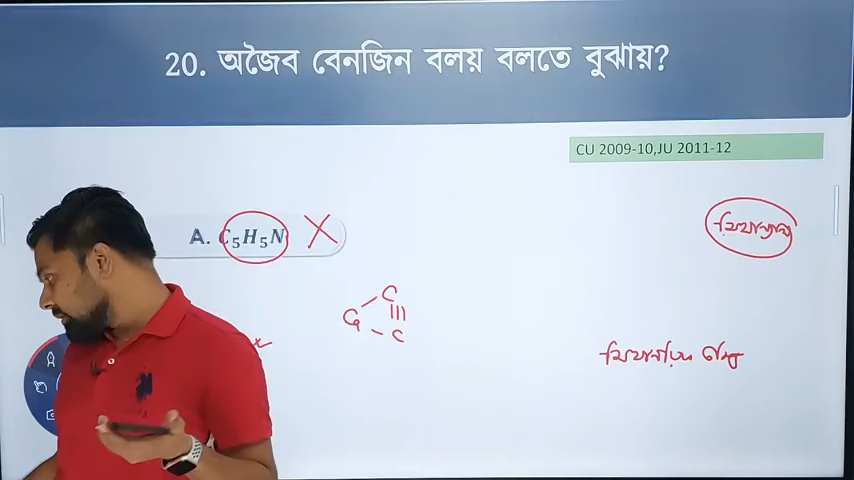 20. অজৈব বেনজিন বলয় বলতে বুঝায়?
CU 2009-10,JU 2011-12
A. C₅H₅N X
C
C
C